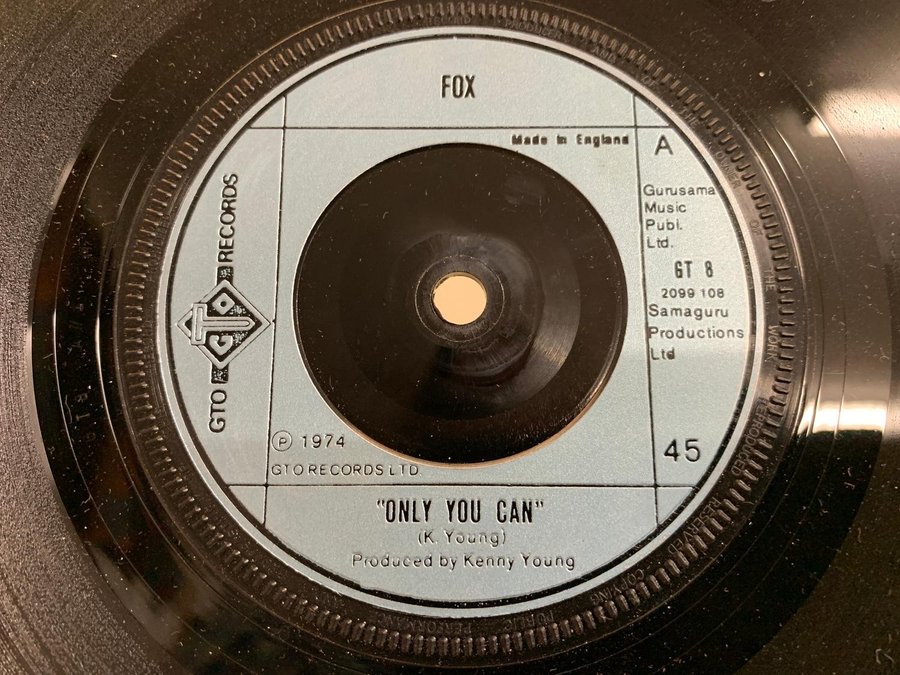 FOX
Made in England
A
Gurusama
Music
Publ.
Ltd.
GT 8
2099 108
Samaguru
Productions
Ltd
45
GTO RECORDS
GTO
℗ 1974
GTO RECORDS LTD.
"ONLY YOU CAN"
(K. Young)
Produced by Kenny Young